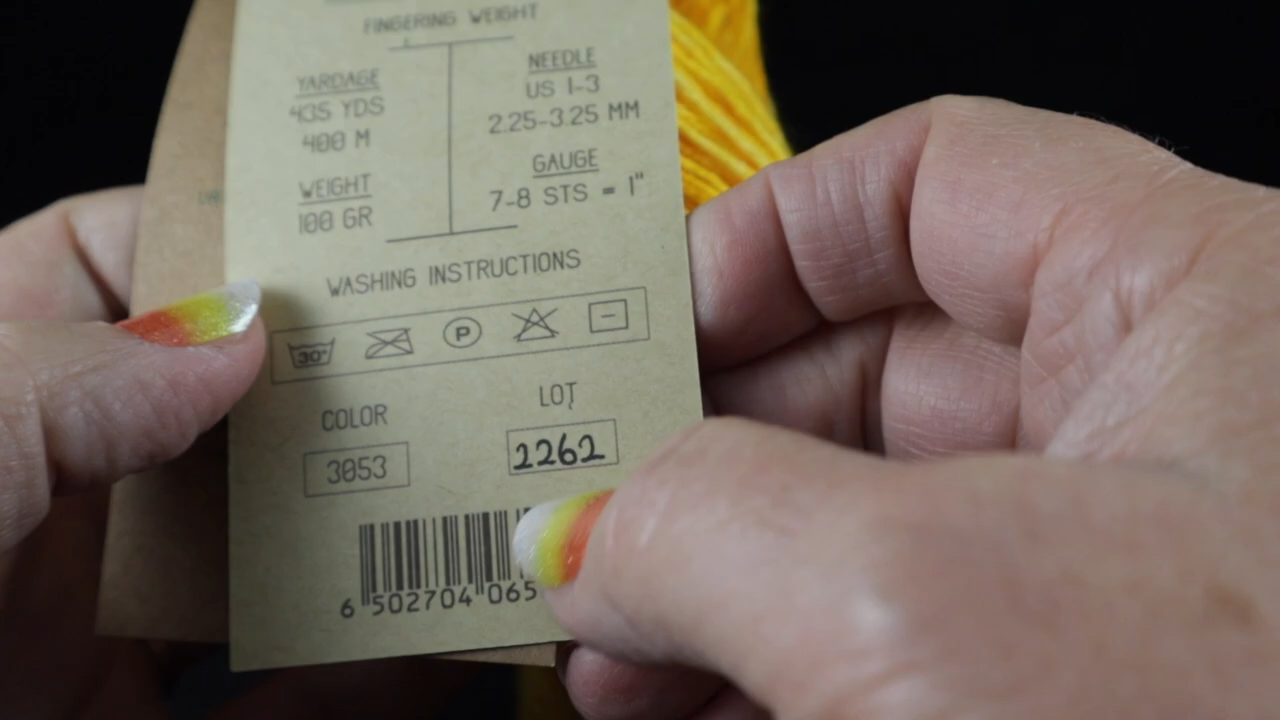 FINGERING WEIGHT
YARDAGE
435 YDS
400 M
WEIGHT
100 GR
NEEDLE
US 1-3
2.25-3.25 MM
GAUGE
7-8 STS = 1"
WASHING INSTRUCTIONS
30° P
COLOR
3053
LOT
2262
6 502704 065